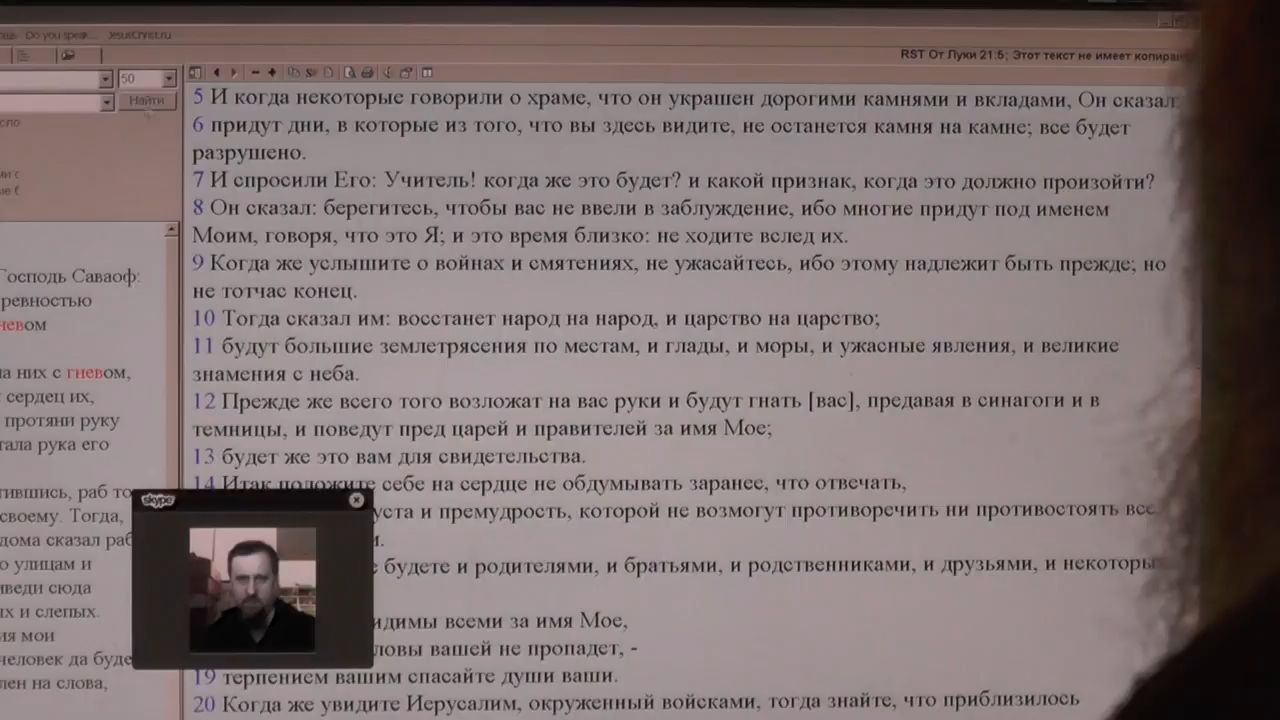 Do you speak... JesusChrist.ru
RST От Луки 21:5; Этот текст не имеет
50
Найти
5 И когда некоторые говорили о храме, что он украшен дорогими камнями и вкладами, Он сказал:
6 придут дни, в которые из того, что вы здесь видите, не останется камня на камне; все будет
разрушено.
7 И спросили Его: Учитель! когда же это будет? и какой признак, когда это должно произойти?
8 Он сказал: берегитесь, чтобы вас не ввели в заблуждение, ибо многие придут под именем
Моим, говоря, что это Я; и это время близко: не ходите вслед их.
9 Когда же услышите о войнах и смятениях, не ужасайтесь, ибо этому надлежит быть прежде; но
не тотчас конец.
10 Тогда сказал им: восстанет народ на народ, и царство на царство;
11 будут большие землетрясения по местам, и глады, и моры, и ужасные явления, и великие
знамения с неба.
12 Прежде же всего того возложат на вас руки и будут гнать [вас], предавая в синагоги и в
темницы, и поведут пред царей и правителей за имя Мое;
13 будет же это вам для свидетельства.
14 Итак положите себе на сердце не обдумывать заранее, что отвечать,
уста и премудрость, которой не возмогут противоречить ни противостоять все
е будете и родителями, и братьями, и родственниками, и друзьями, и некоторы
идимы всеми за имя Мое,
ловы вашей не пропадет, -
19 терпением вашим спасайте души ваши.
20 Когда же увидите Иерусалим, окруженный войсками, тогда знайте, что приблизилось
Господь Саваоф:
ревностью
невом
на них с гневом,
сердец их,
протяни руку
тала рука его
тившись, раб то
своему. Тогда,
дома сказал раб
о улицам и
иведи сюда
ых и слепых.
ия мои
человек да буде
лен на слова,
skype